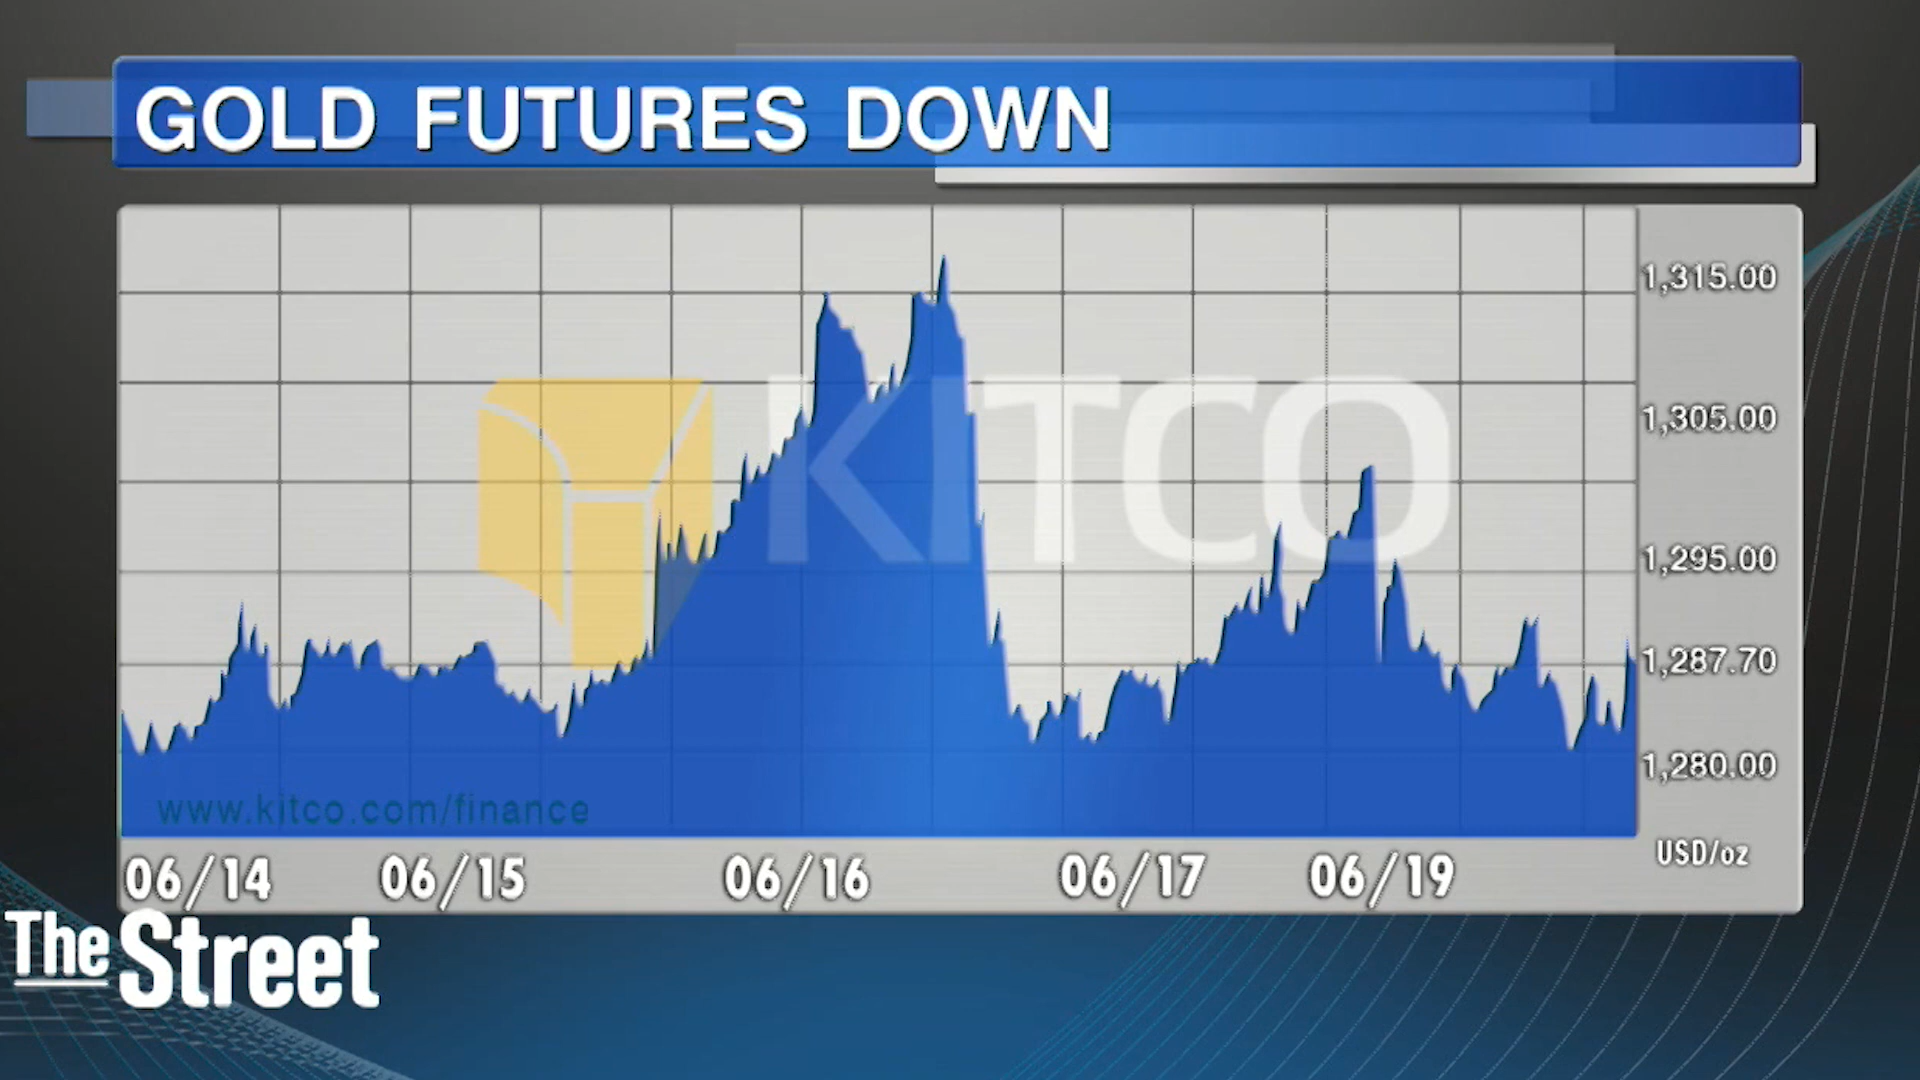 GOLD FUTURES DOWN
KITCO
1,315.00
1,305.00
1,295.00
1,287.70
1,280.00
www.kitco.com/finance
USD/oz
06/14 06/15 06/16 06/17 06/19
The Street